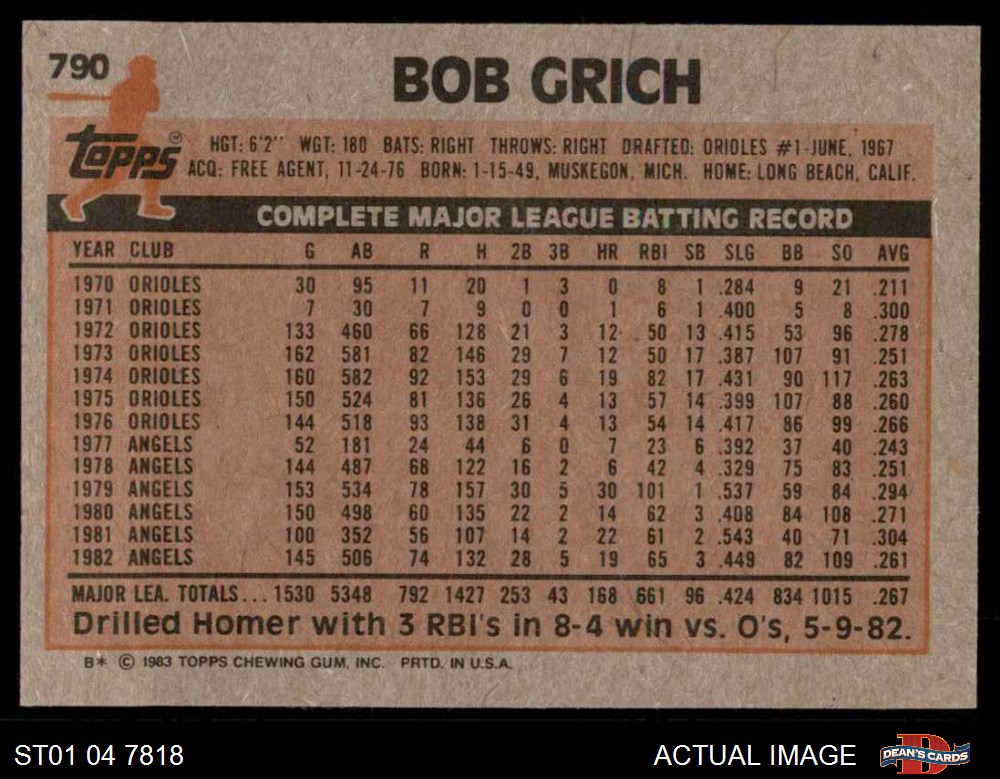 790
BOB GRICH
Topps TM
HGT: 6'2" WGT: 180 BATS: RIGHT THROWS: RIGHT DRAFTED: ORIOLES #1-JUNE, 1967
ACQ: FREE AGENT, 11-24-76 BORN: 1-15-49, MUSKEGON, MICH. HOME: LONG BEACH, CALIF.
COMPLETE MAJOR LEAGUE BATTING RECORD
YEAR CLUB G AB R H 2B 3B HR RBI SB SLG BB SO AVG
1970 ORIOLES 30 95 11 20 1 3 0 8 1 .284 9 21 .211
1971 ORIOLES 7 30 7 9 0 0 1 6 1 .400 5 8 .300
1972 ORIOLES 133 460 66 128 21 3 12 50 13 .415 53 96 .278
1973 ORIOLES 162 581 82 146 29 7 12 50 17 .387 107 91 .251
1974 ORIOLES 160 582 92 153 29 6 19 82 17 .431 90 117 .263
1975 ORIOLES 150 524 81 136 26 4 13 57 14 .399 107 88 .260
1976 ORIOLES 144 518 93 138 31 4 13 54 14 .417 86 99 .266
1977 ANGELS 52 181 24 44 6 0 7 23 6 .392 37 40 .243
1978 ANGELS 144 487 68 122 16 2 6 42 4 .329 75 83 .251
1979 ANGELS 153 534 78 157 30 5 30 101 1 .537 59 84 .294
1980 ANGELS 150 498 60 135 22 2 14 62 3 .408 84 108 .271
1981 ANGELS 100 352 56 107 14 2 22 61 2 .543 40 71 .304
1982 ANGELS 145 506 74 132 28 5 19 65 3 .449 82 109 .261
MAJOR LEA. TOTALS... 1530 5348 792 1427 253 43 168 661 96 .424 834 1015 .267
Drilled Homer with 3 RBI's in 8-4 win vs. O's, 5-9-82.
B* © 1983 TOPPS CHEWING GUM, INC. PRTD. IN U.S.A.
ST01 04 7818 ACTUAL IMAGE DEAN'S CARDS